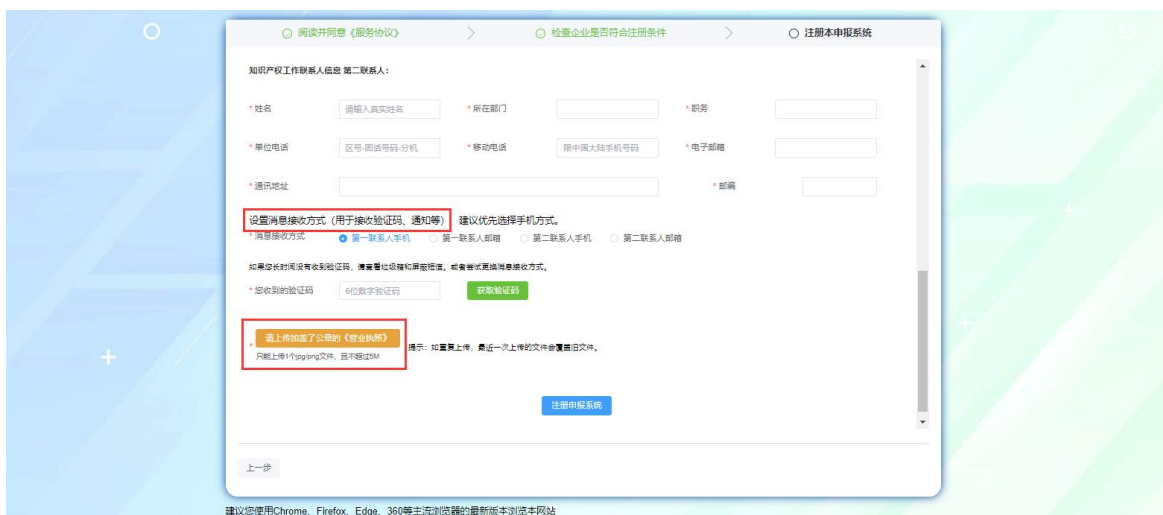 阅读并同意《服务协议》 检查企业是否符合注册条件 注册本申报系统
知识产权工作联系人信息 第二联系人：
*姓名 请输入真实姓名 *所在部门 *职务
*单位电话 区号-固话号码-分机 *移动电话 限中国大陆手机号码 *电子邮箱
*通讯地址 *邮编
设置消息接收方式（用于接收验证码、通知等） 建议优先选择手机方式。
*消息接收方式 第一联系人手机 第一联系人邮箱 第二联系人手机 第二联系人邮箱
如果您长时间没有收到验证码，请查看垃圾箱和屏蔽短信。或者尝试更换消息接收方式。
*您收到的验证码 6位数字验证码 获取验证码
* 请上传加盖了公章的《营业执照》 提示：如重复上传，最近一次上传的文件会覆盖旧文件。
只能上传1个jpg/png文件，且不超过5M
注册申报系统
上一步
建议您使用Chrome、Firefox、Edge、360等主流浏览器的最新版本浏览本网站